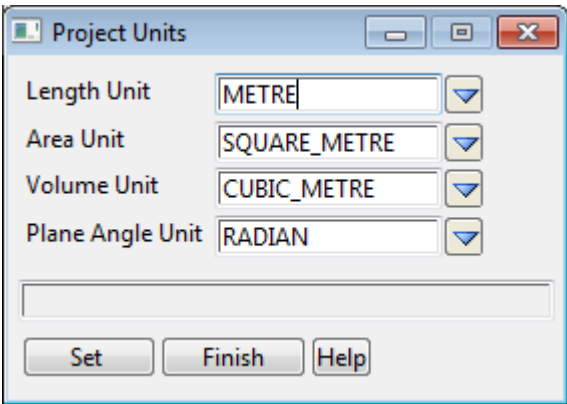 Project Units
Length Unit METRE
Area Unit SQUARE_METRE
Volume Unit CUBIC_METRE
Plane Angle Unit RADIAN
Set Finish Help